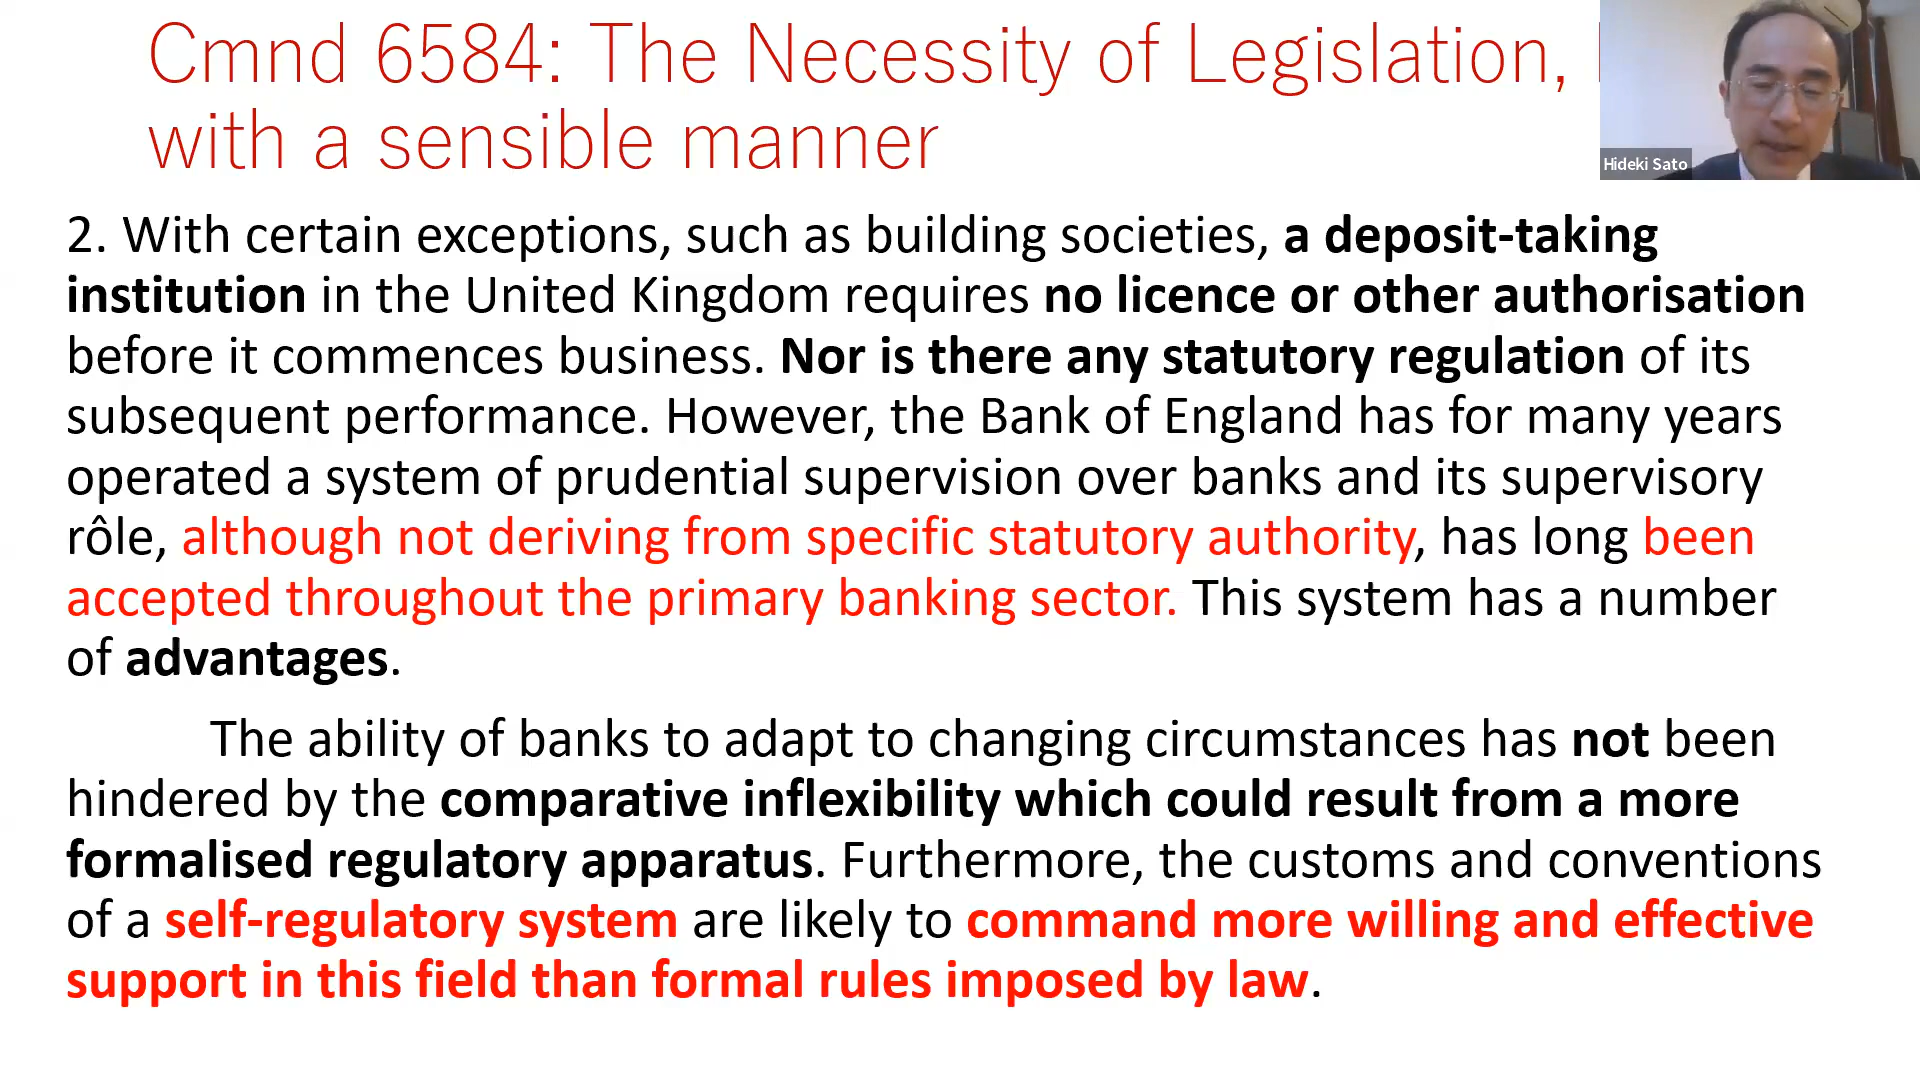 Cmnd 6584: The Necessity of Legislation,
with a sensible manner
Hideki Sato
2. With certain exceptions, such as building societies, a deposit-taking
institution in the United Kingdom requires no licence or other authorisation
before it commences business. Nor is there any statutory regulation of its
subsequent performance. However, the Bank of England has for many years
operated a system of prudential supervision over banks and its supervisory
rôle, although not deriving from specific statutory authority, has long been
accepted throughout the primary banking sector. This system has a number
of advantages.
The ability of banks to adapt to changing circumstances has not been
hindered by the comparative inflexibility which could result from a more
formalised regulatory apparatus. Furthermore, the customs and conventions
of a self-regulatory system are likely to command more willing and effective
support in this field than formal rules imposed by law.